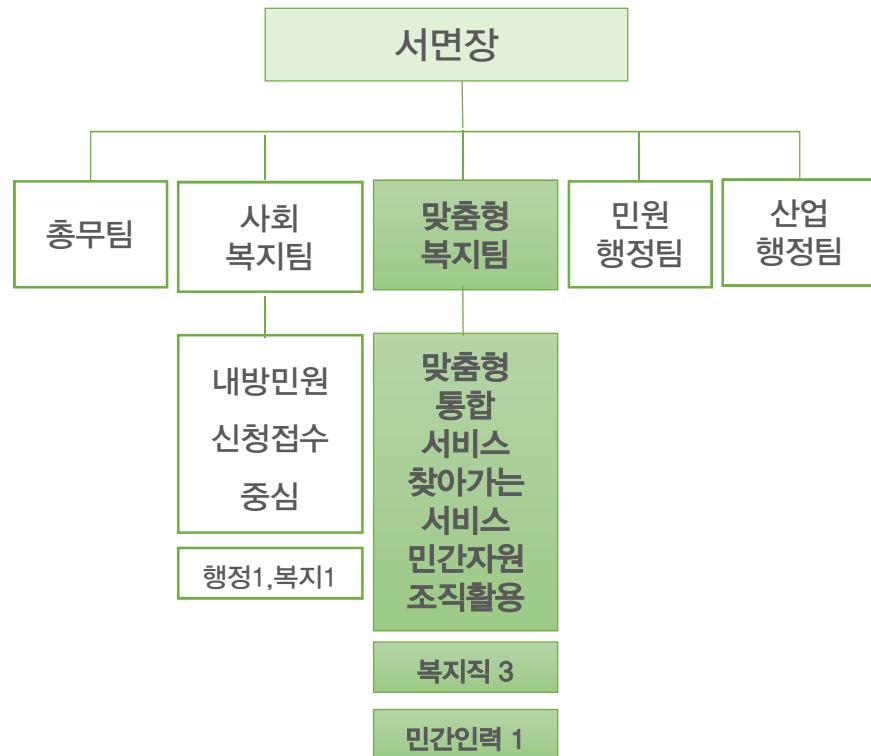 서면장
총무팀
사회
복지팀
맞춤형
복지팀
민원
행정팀
산업
행정팀
내방민원
신청접수
중심
행정1,복지1
맞춤형
통합
서비스
찾아가는
서비스
민간자원
조직활용
복지직 3
민간인력 1